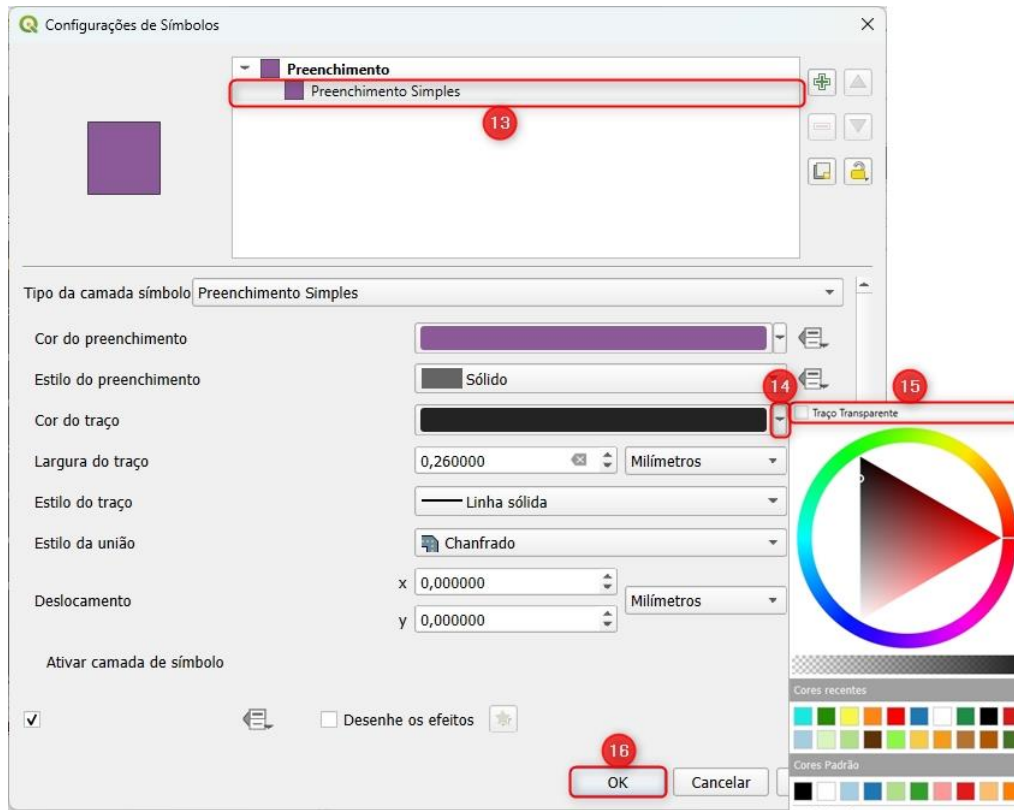 Configurações de Símbolos
Preenchimento
Preenchimento Simples
13
Tipo da camada símbolo Preenchimento Simples
Cor do preenchimento
Estilo do preenchimento Sólido
14 15
Cor do traço
Traço Transparente
Largura do traço 0,260000 Milímetros
Estilo do traço Linha sólida
Estilo da união Chanfrado
Deslocamento x 0,000000 Milímetros
y 0,000000
Ativar camada de símbolo
Cores recentes
Desenhe os efeitos
16
Cores Padrão
OK Cancelar